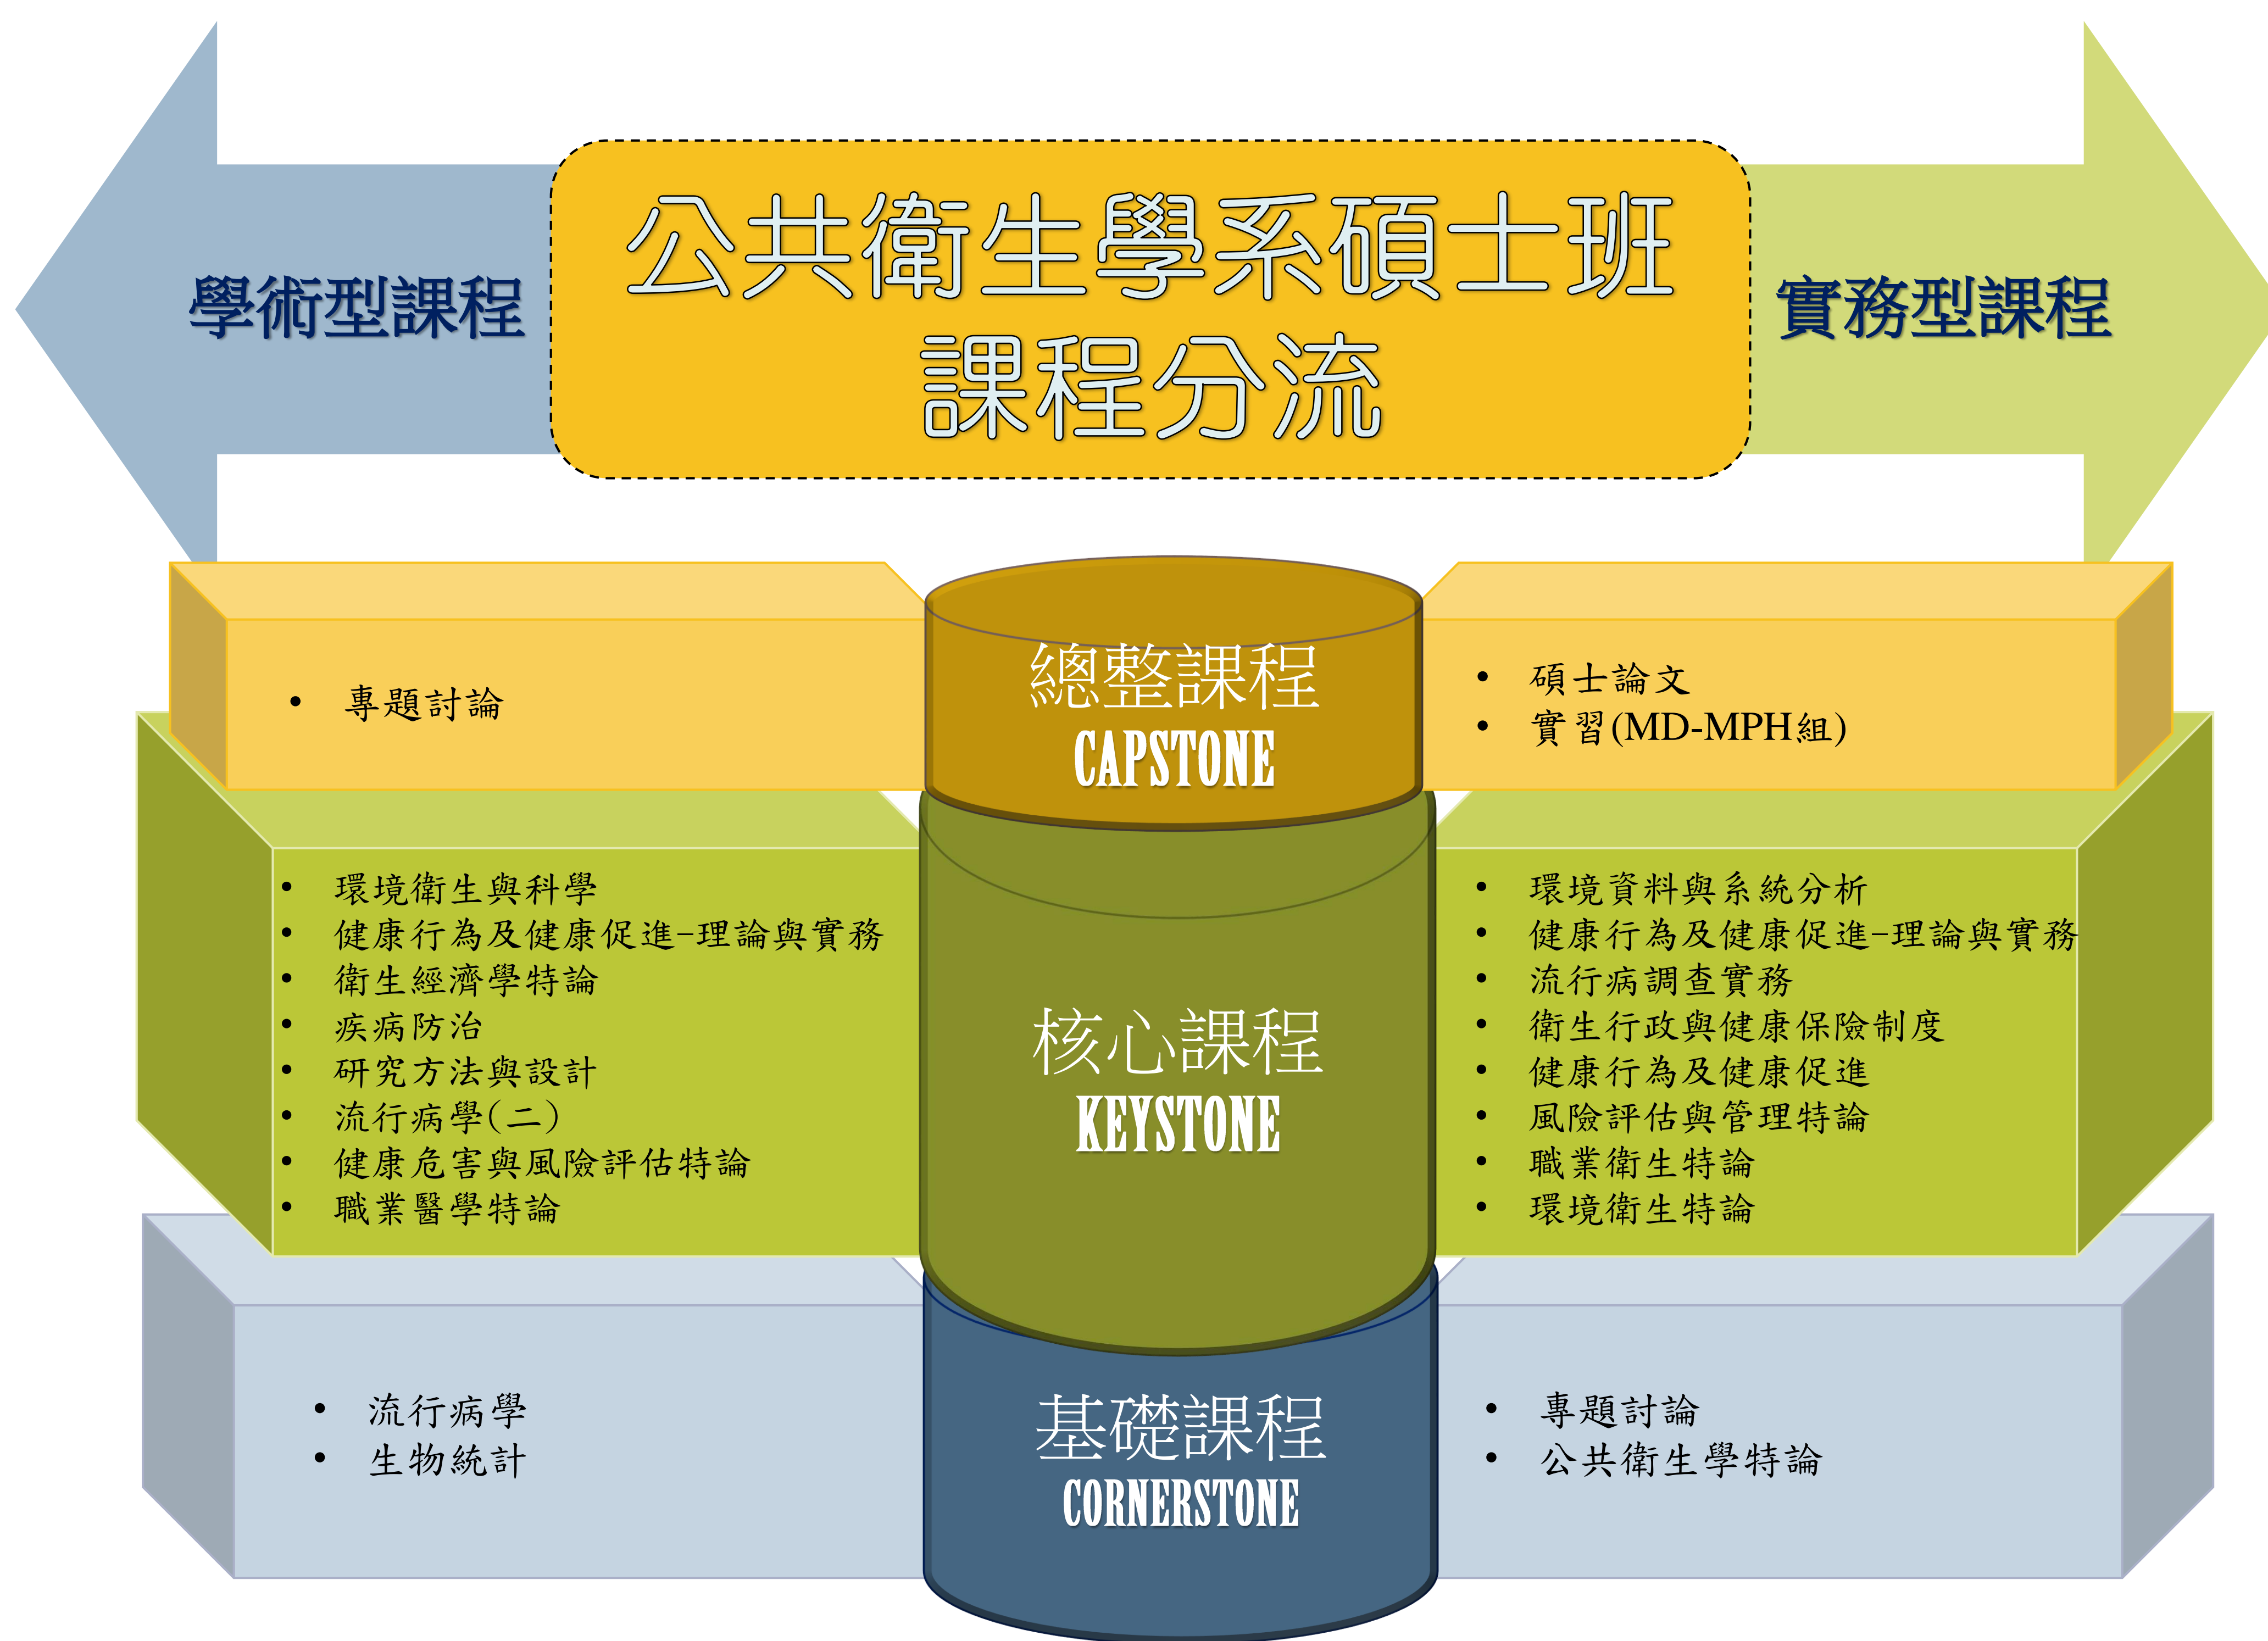 公共衛生學系碩士班
課程分流
學術型課程
實務型課程
總整課程
CAPSTONE
• 專題討論
• 碩士論文
• 實習(MD-MPH組)
核心課程
KEYSTONE
• 環境衛生與科學
• 健康行為及健康促進-理論與實務
• 衛生經濟學特論
• 疾病防治
• 研究方法與設計
• 流行病學(二)
• 健康危害與風險評估特論
• 職業醫學特論
• 環境資料與系統分析
• 健康行為及健康促進-理論與實務
• 流行病調查實務
• 衛生行政與健康保險制度
• 健康行為及健康促進
• 風險評估與管理特論
• 職業衛生特論
• 環境衛生特論
基礎課程
CORNERSTONE
• 流行病學
• 生物統計
• 專題討論
• 公共衛生學特論